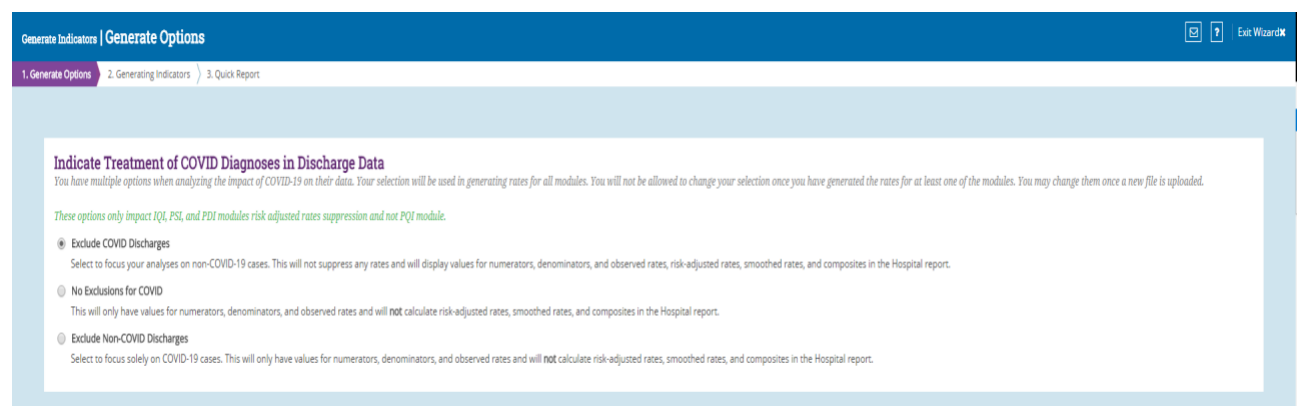 Generate Indicators | Generate Options
? Exit Wizard✖
1. Generate Options 2. Generating Indicators 3. Quick Report
Indicate Treatment of COVID Diagnoses in Discharge Data
You have multiple options when analyzing the impact of COVID-19 on their data. Your selection will be used in generating rates for all modules. You will not be allowed to change your selection once you have generated the rates for at least one of the modules. You may change them once a new file is uploaded.
These options only impact IQI, PSI, and PDI modules risk adjusted rates suppression and not PQI module.
Exclude COVID Discharges
Select to focus your analyses on non-COVID-19 cases. This will not suppress any rates and will display values for numerators, denominators, and observed rates, risk-adjusted rates, smoothed rates, and composites in the Hospital report.
No Exclusions for COVID
This will only have values for numerators, denominators, and observed rates and will not calculate risk-adjusted rates, smoothed rates, and composites in the Hospital report.
Exclude Non-COVID Discharges
Select to focus solely on COVID-19 cases. This will only have values for numerators, denominators, and observed rates and will not calculate risk-adjusted rates, smoothed rates, and composites in the Hospital report.